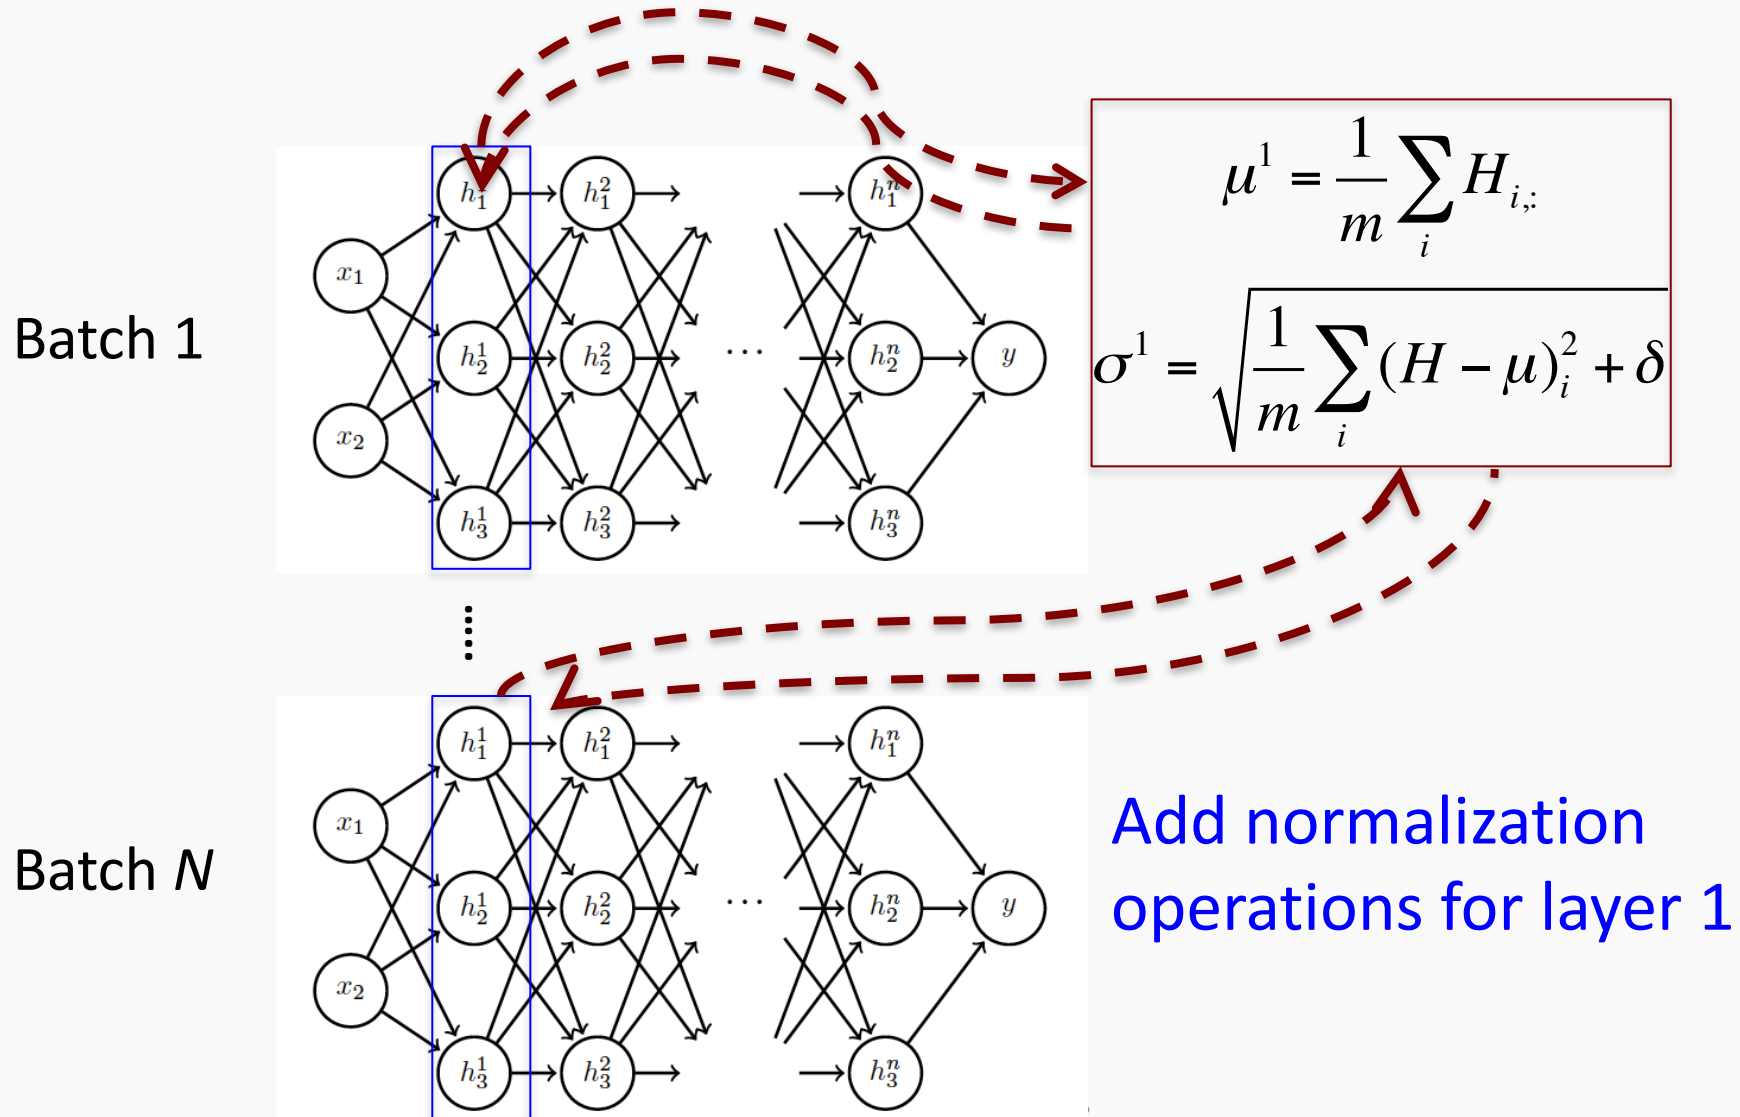 Batch 1
x₁
x₂
h₁¹
h₂¹
h₃¹
h₁²
h₂²
h₃²
…
h₁ⁿ
h₂ⁿ
h₃ⁿ
y
μ¹ = 1/m ∑ᵢ H_{i,:}
σ¹ = √(1/m ∑ᵢ (H − μ)ᵢ² + δ)
Batch N
x₁
x₂
h₁¹
h₂¹
h₃¹
h₁²
h₂²
h₃²
…
h₁ⁿ
h₂ⁿ
h₃ⁿ
y
Add normalization
operations for layer 1